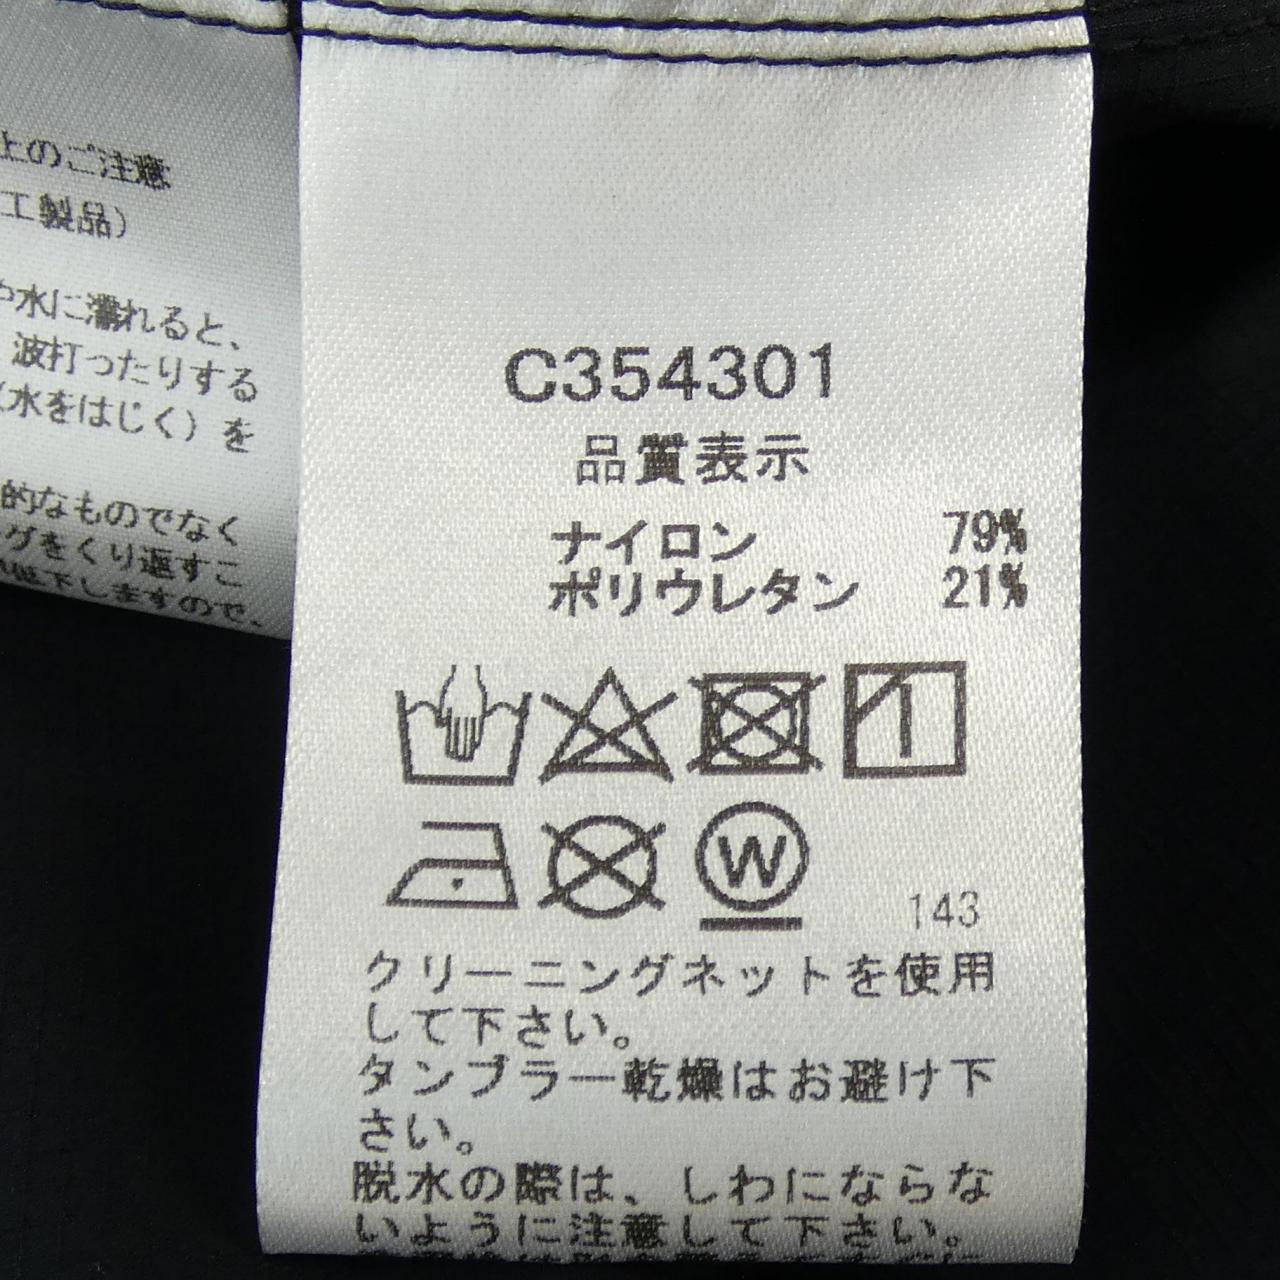 上のご注意
工製品）
水に濡れると、
波打ったりする
（水をはじく）を
的なものでなく
グをくり返すこ
低下しますので、
C354301
品質表示
ナイロン 79%
ポリウレタン 21%
W
143
クリーニングネットを使用
して下さい。
タンブラー乾燥はお避け下
さい。
脱水の際は、しわにならな
いように注意して下さい。